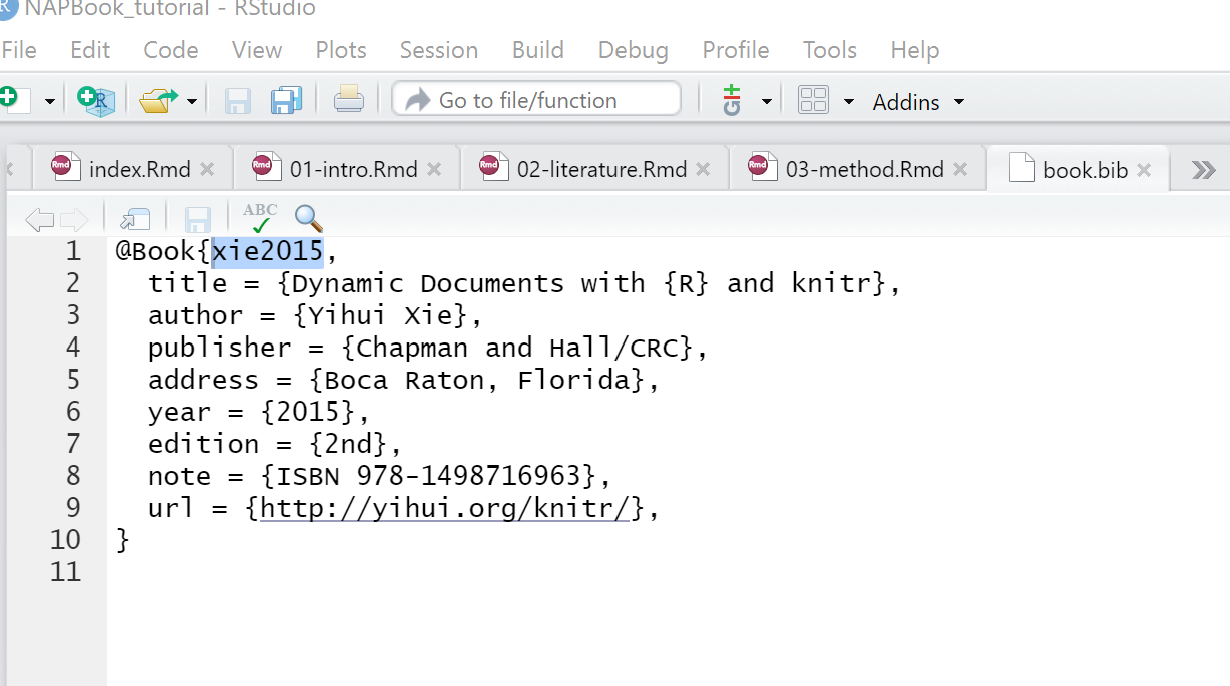 R NAPBook_tutorial - RStudio
File Edit Code View Plots Session Build Debug Profile Tools Help
R Go to file/function G Addins
Rmd index.Rmd Rmd 01-intro.Rmd Rmd 02-literature.Rmd Rmd 03-method.Rmd book.bib
ABC
1 @Book{xie2015,
2 title = {Dynamic Documents with {R} and knitr},
3 author = {Yihui Xie},
4 publisher = {Chapman and Hall/CRC},
5 address = {Boca Raton, Florida},
6 year = {2015},
7 edition = {2nd},
8 note = {ISBN 978-1498716963},
9 url = {http://yihui.org/knitr/},
10 }
11